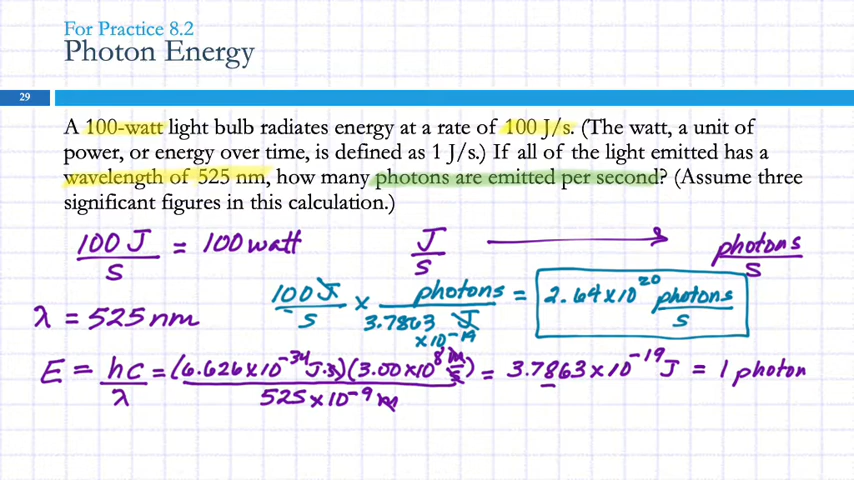 For Practice 8.2
Photon Energy
29
A 100-watt light bulb radiates energy at a rate of 100 J/s. (The watt, a unit of
power, or energy over time, is defined as 1 J/s.) If all of the light emitted has a
wavelength of 525 nm, how many photons are emitted per second? (Assume three
significant figures in this calculation.)
100 J/s = 100 watt J/s → photons/s
100 J/s × photons/3.7863 × 10⁻¹⁹ J = 2.64 × 10²⁰ photons/s
λ = 525 nm
E = hc/λ = (6.626 × 10⁻³⁴ J·s)(3.00 × 10⁸ m/s)/525 × 10⁻⁹ m = 3.7863 × 10⁻¹⁹ J = 1 photon